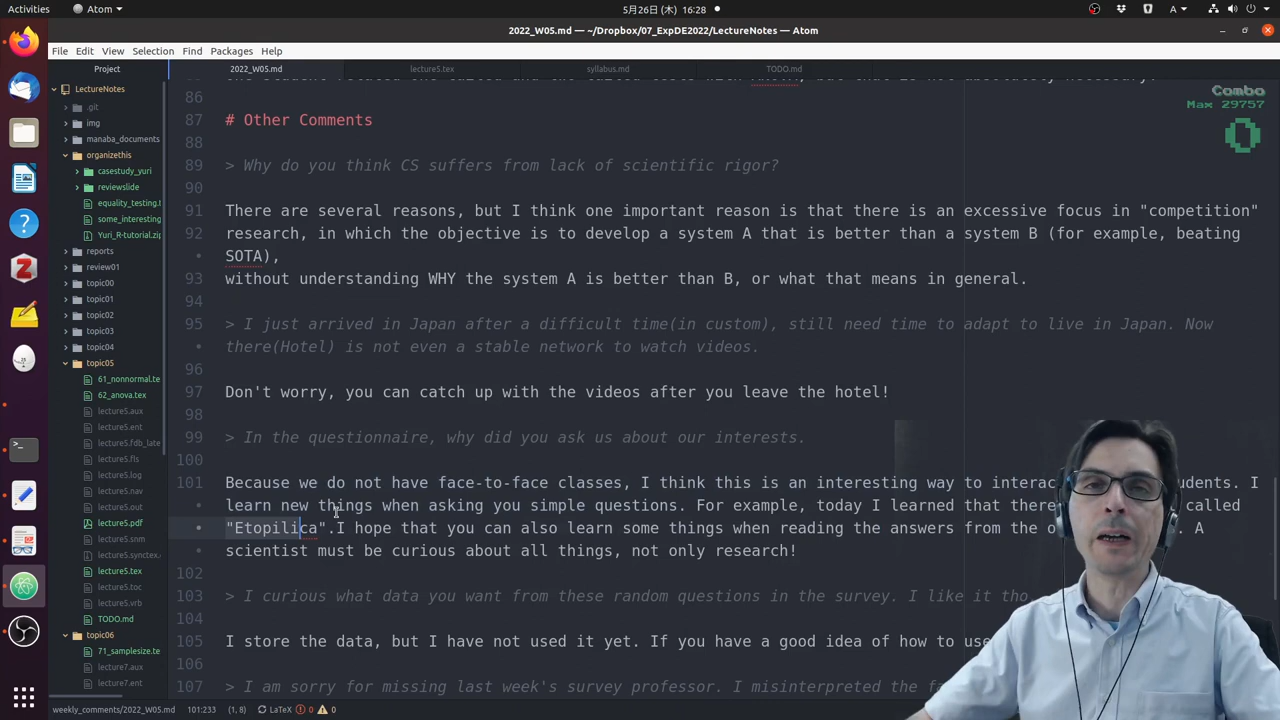 Activities
Atom
5月26日 (木) 16:28
A
2022_W05.md — ~/Dropbox/07_ExpDE2022/LectureNotes — Atom
File Edit View Selection Find Packages Help
Project
2022_W05.md
lecture5.tex
syllabus.md
TODO.md
LectureNotes
.git
img
manaba_documents
organizethis
casestudy_yuri
reviewslide
equality_testing.t
some_interesting
Yuri_R-tutorial.zip
reports
review01
topic00
topic01
topic02
topic03
topic04
topic05
61_nonnormal.te
62_anova.tex
lecture5.aux
lecture5.ent
lecture5.fdb_late
lecture5.fls
lecture5.log
lecture5.nav
lecture5.out
lecture5.pdf
lecture5.snm
lecture5.synctex.
lecture5.tex
lecture5.toc
lecture5.vrb
TODO.md
topic06
71_samplesize.te
lecture7.aux
lecture7.ent
Combo
Max 29757
0
86
87 # Other Comments
88
89 > Why do you think CS suffers from lack of scientific rigor?
90
91 There are several reasons, but I think one important reason is that there is an excessive focus in "competition"
92 research, in which the objective is to develop a system A that is better than a system B (for example, beating
SOTA),
93 without understanding WHY the system A is better than B, or what that means in general.
94
95 > I just arrived in Japan after a difficult time(in custom), still need time to adapt to live in Japan. Now
there(Hotel) is not even a stable network to watch videos.
96
97 Don't worry, you can catch up with the videos after you leave the hotel!
98
99 > In the questionnaire, why did you ask us about our interests.
100
101 Because we do not have face-to-face classes, I think this is an interesting way to interac udents. I
learn new things when asking you simple questions. For example, today I learned that there called
"Etopilica".I hope that you can also learn some things when reading the answers from the o . A
scientist must be curious about all things, not only research!
102
103 > I curious what data you want from these random questions in the survey. I like it tho
104
105 I store the data, but I have not used it yet. If you have a good idea of how to use
106
107 > I am sorry for missing last week's survey professor. I misinterpreted the
weekly_comments/2022_W05.md 101:233 (1, 8) LaTeX 0 0